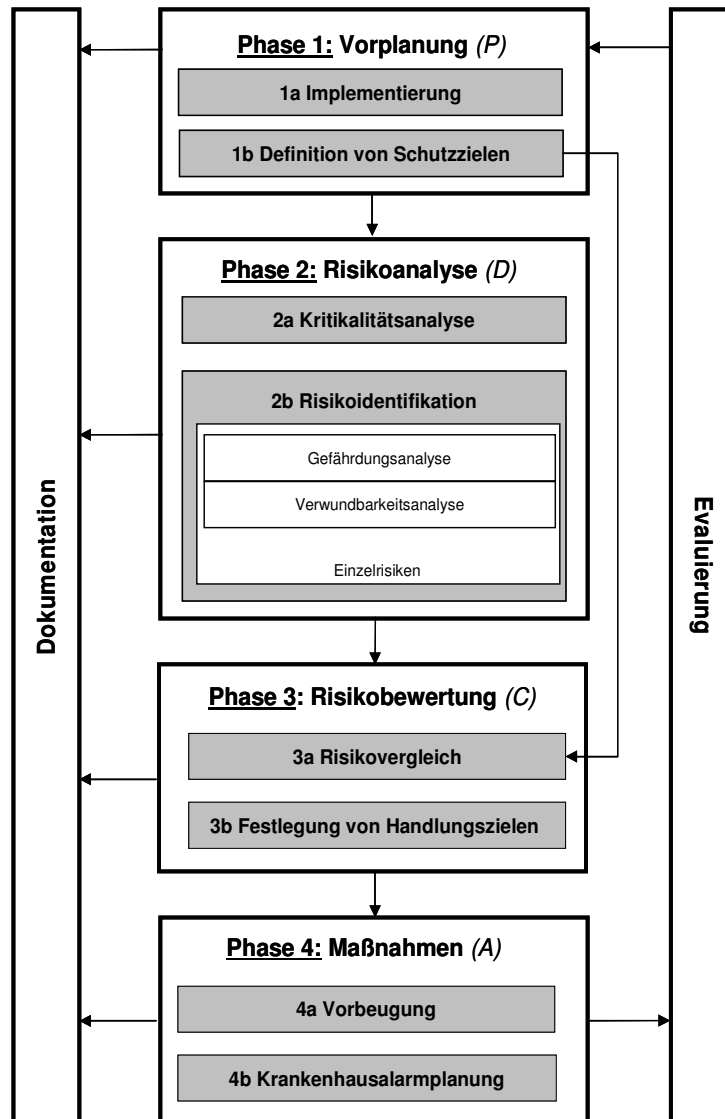 Phase 1: Vorplanung (P)
1a Implementierung
1b Definition von Schutzzielen
Phase 2: Risikoanalyse (D)
2a Kritikalitätsanalyse
2b Risikoidentifikation
Gefährdungsanalyse
Verwundbarkeitsanalyse
Einzelrisiken
Phase 3: Risikobewertung (C)
3a Risikovergleich
3b Festlegung von Handlungszielen
Phase 4: Maßnahmen (A)
4a Vorbeugung
4b Krankenhausalarmplanung
Dokumentation
Evaluierung